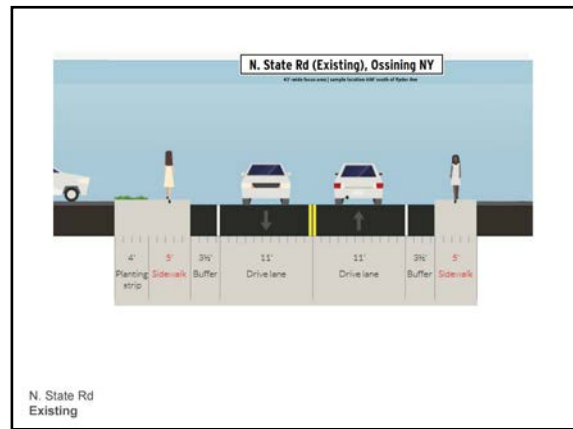 N. State Rd (Existing), Ossining NY
4' 5' 3½' 11' 11' 3½' 5'
Planting strip Sidewalk Buffer Drive lane Drive lane Buffer Sidewalk
N. State Rd
Existing